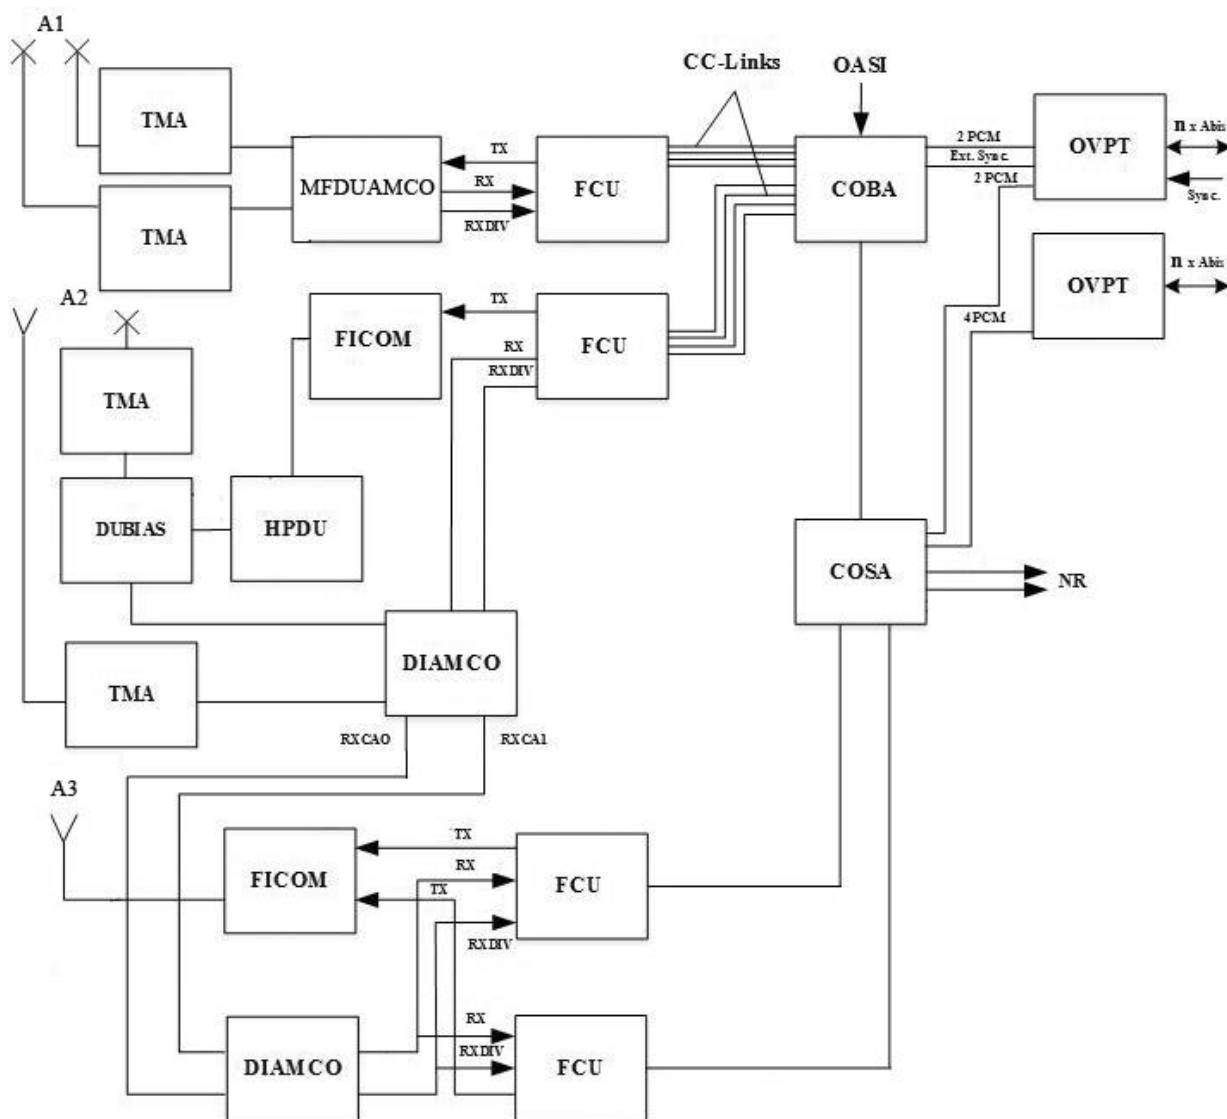 A1
CC-Links
OASI
TMA
2 PCM
n x Abis
TX
OVPT
MFDUAMCO
RX
FCU
COBA
Ext. Sync.
2 PCM
Sync.
TMA
RXDIV
n x Abis
A2
TX
OVPT
FICOM
FCU
4PCM
RX
RXDIV
TMA
DUBIAS
HPDU
COSA
NR
DIAMCO
TMA
RXCA0
RXCA1
A3
TX
RX
FICOM
TX
FCU
RXDIV
RX
RXDIV
DIAMCO
FCU